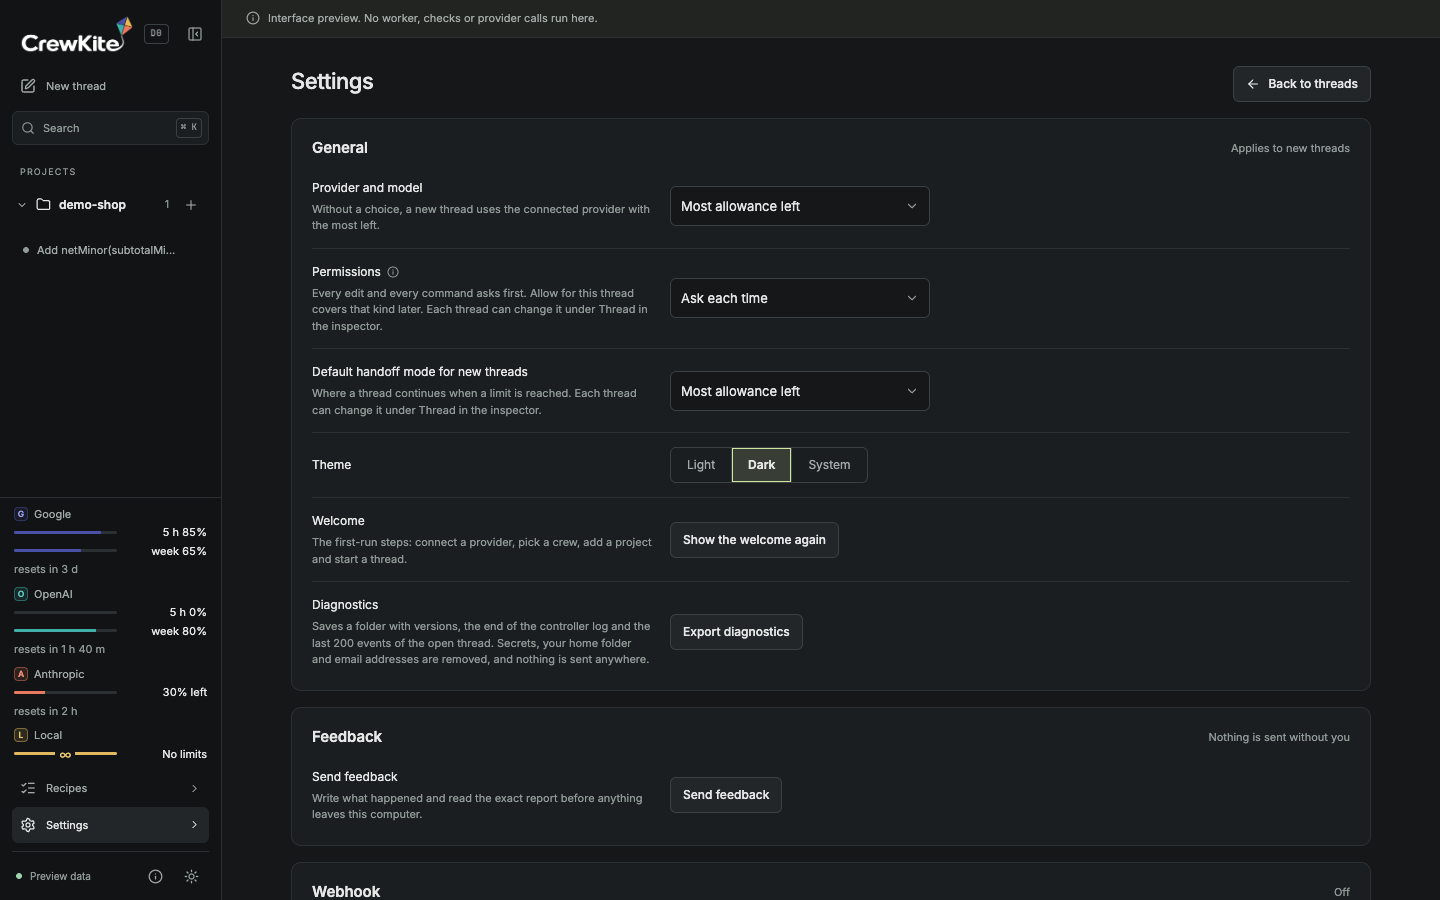 CrewKite
DB
New thread
Search
⌘ K
PROJECTS
demo-shop
1
Add netMinor(subtotalMi...
G Google
5 h 85%
week 65%
resets in 3 d
O OpenAI
5 h 0%
week 80%
resets in 1 h 40 m
A Anthropic
30% left
resets in 2 h
L Local
∞ No limits
Recipes
Settings
Preview data
Interface preview. No worker, checks or provider calls run here.
Settings
← Back to threads
General
Applies to new threads
Provider and model
Without a choice, a new thread uses the connected provider with
the most left.
Most allowance left
Permissions
Every edit and every command asks first. Allow for this thread
covers that kind later. Each thread can change it under Thread in
the inspector.
Ask each time
Default handoff mode for new threads
Where a thread continues when a limit is reached. Each thread
can change it under Thread in the inspector.
Most allowance left
Theme
Light
Dark
System
Welcome
The first-run steps: connect a provider, pick a crew, add a project
and start a thread.
Show the welcome again
Diagnostics
Saves a folder with versions, the end of the controller log and the
last 200 events of the open thread. Secrets, your home folder
and email addresses are removed, and nothing is sent anywhere.
Export diagnostics
Feedback
Nothing is sent without you
Send feedback
Write what happened and read the exact report before anything
leaves this computer.
Send feedback
Webhook
Off